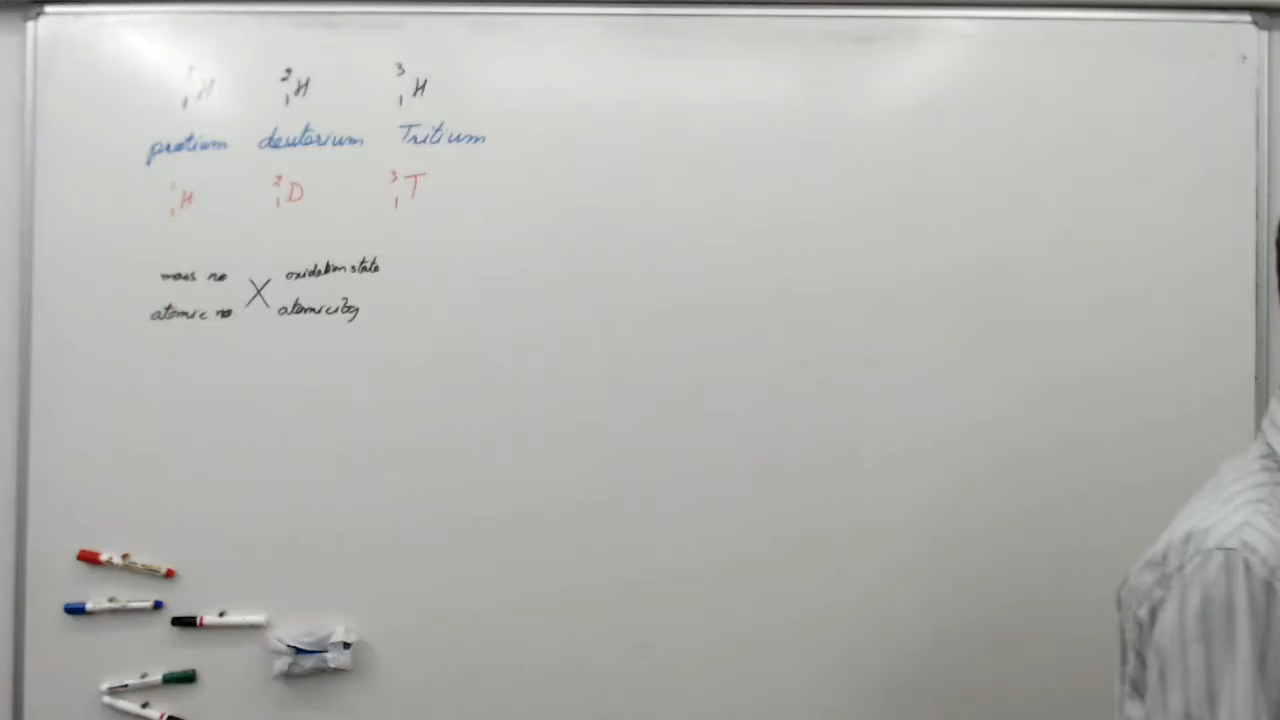 ¹₁H ²₁H ³₁H
protium deuterium Tritium
¹₁H ²₁D ³₁T
mass no X oxidation state
atomic no atomicity